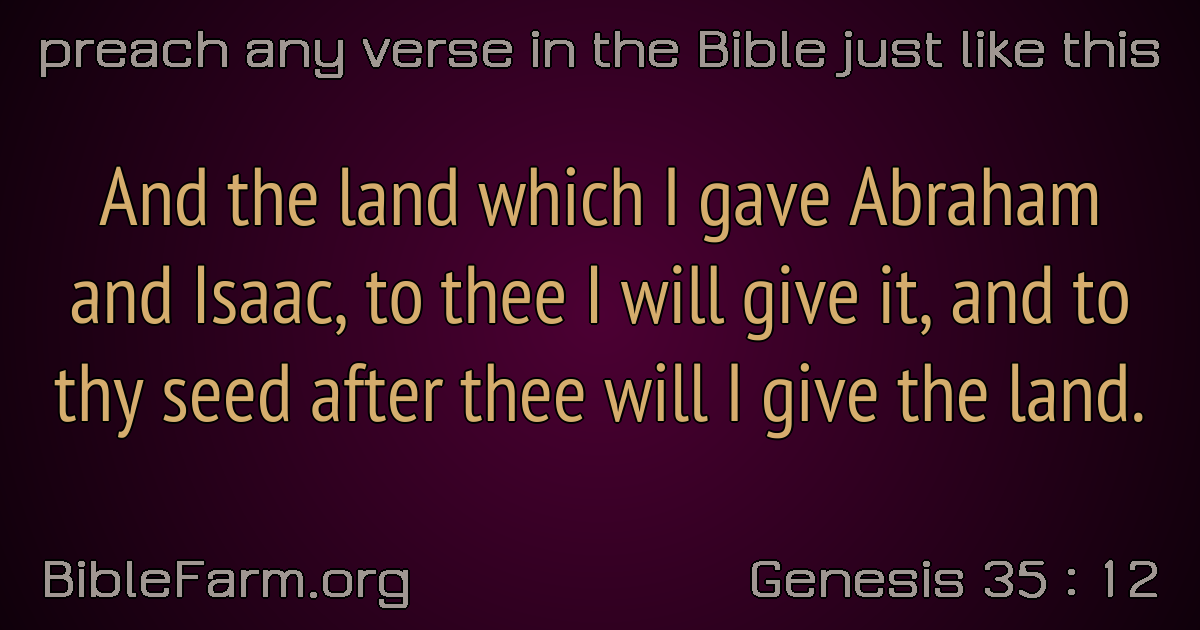 preach any verse in the Bible just like this
And the land which I gave Abraham
and Isaac, to thee I will give it, and to
thy seed after thee will I give the land.
BibleFarm.org
Genesis 35 : 12